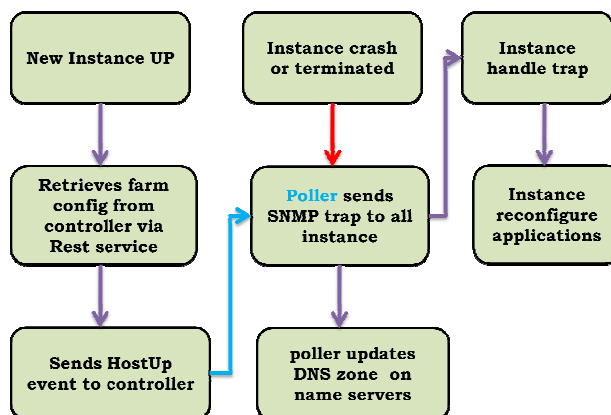 New Instance UP
Retrieves farm
config from
controller via
Rest service
Sends HostUp
event to controller
Instance crash
or terminated
Poller sends
SNMP trap to all
instance
poller updates
DNS zone on
name servers
Instance
handle trap
Instance
reconfigure
applications